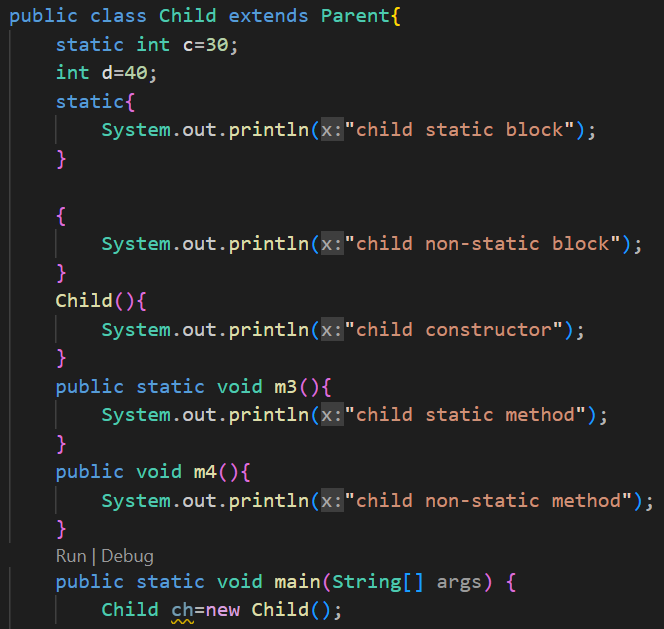 public class Child extends Parent{
static int c=30;
int d=40;
static{
System.out.println(x:"child static block");
}
{
System.out.println(x:"child non-static block");
}
Child(){
System.out.println(x:"child constructor");
}
public static void m3(){
System.out.println(x:"child static method");
}
public void m4(){
System.out.println(x:"child non-static method");
}
Run | Debug
public static void main(String[] args) {
Child ch=new Child();